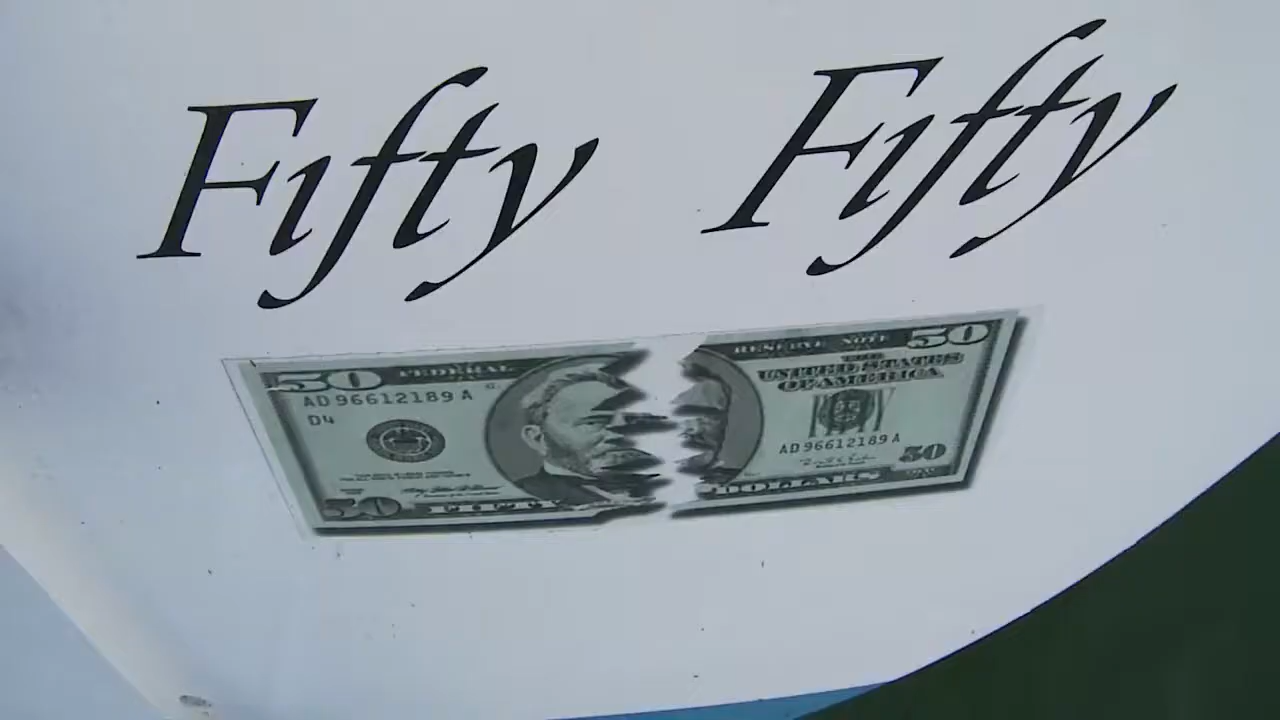 Fifty Fifty
50 FEDERAL RESERVE NOTE 50
AD 96612189 A
THE
UNITED STATES
OF AMERICA
D4
AD 96612189 A
50
50 FIFTY DOLLARS